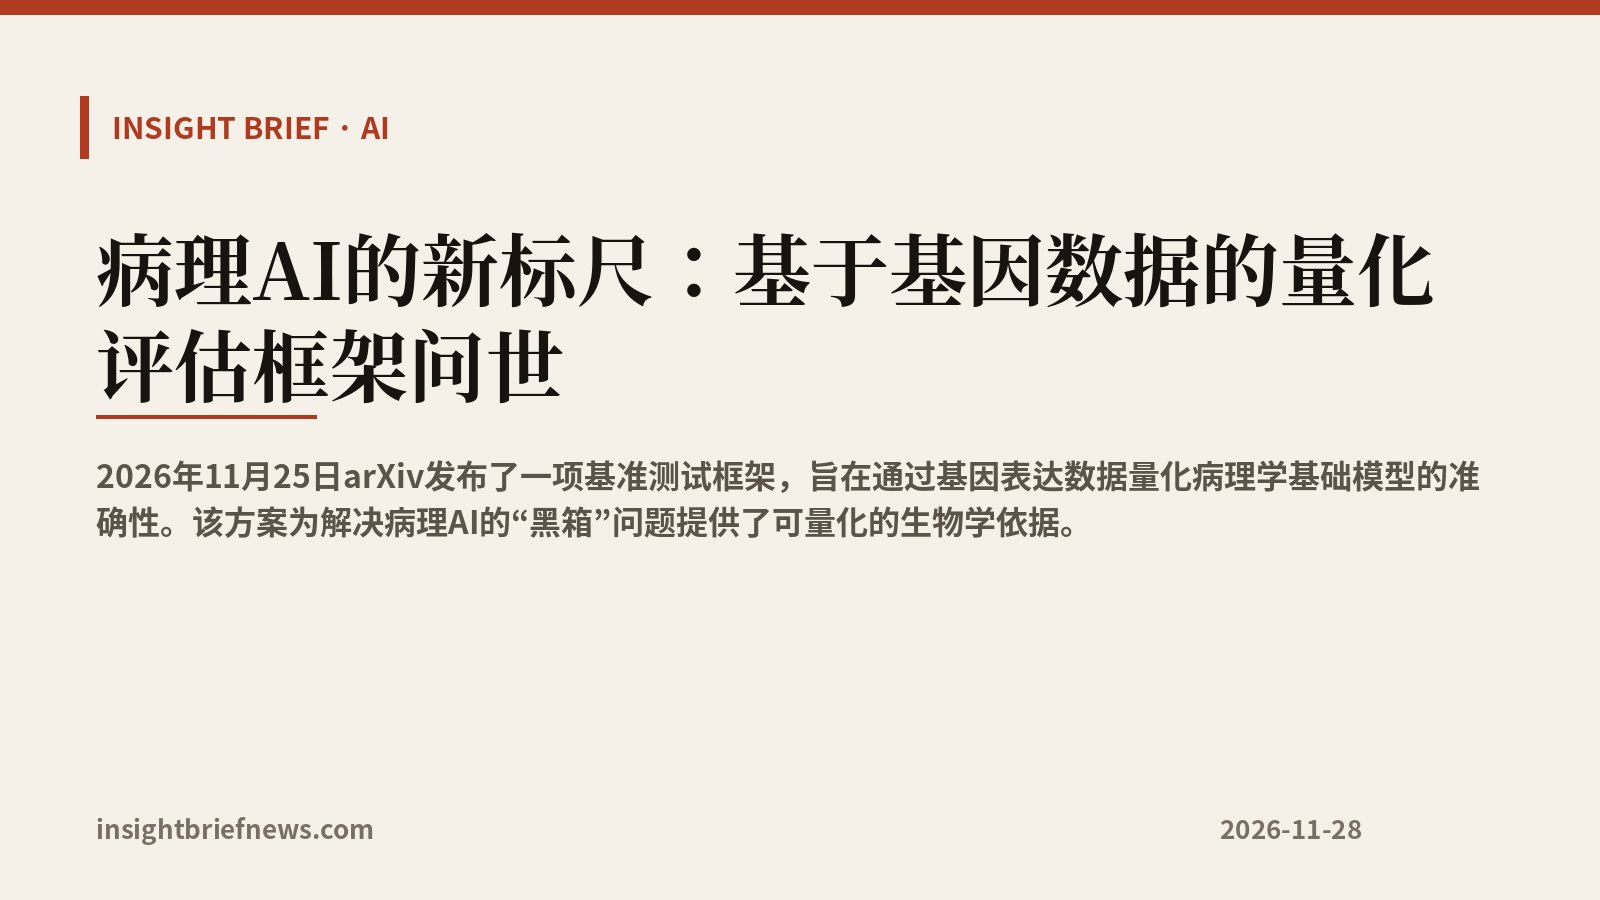 INSIGHT BRIEF · AI
病理AI的新标尺：基于基因数据的量化
评估框架问世
2026年11月25日arXiv发布了一项基准测试框架，旨在通过基因表达数据量化病理学基础模型的准
确性。该方案为解决病理AI的“黑箱”问题提供了可量化的生物学依据。
insightbriefnews.com
2026-11-28